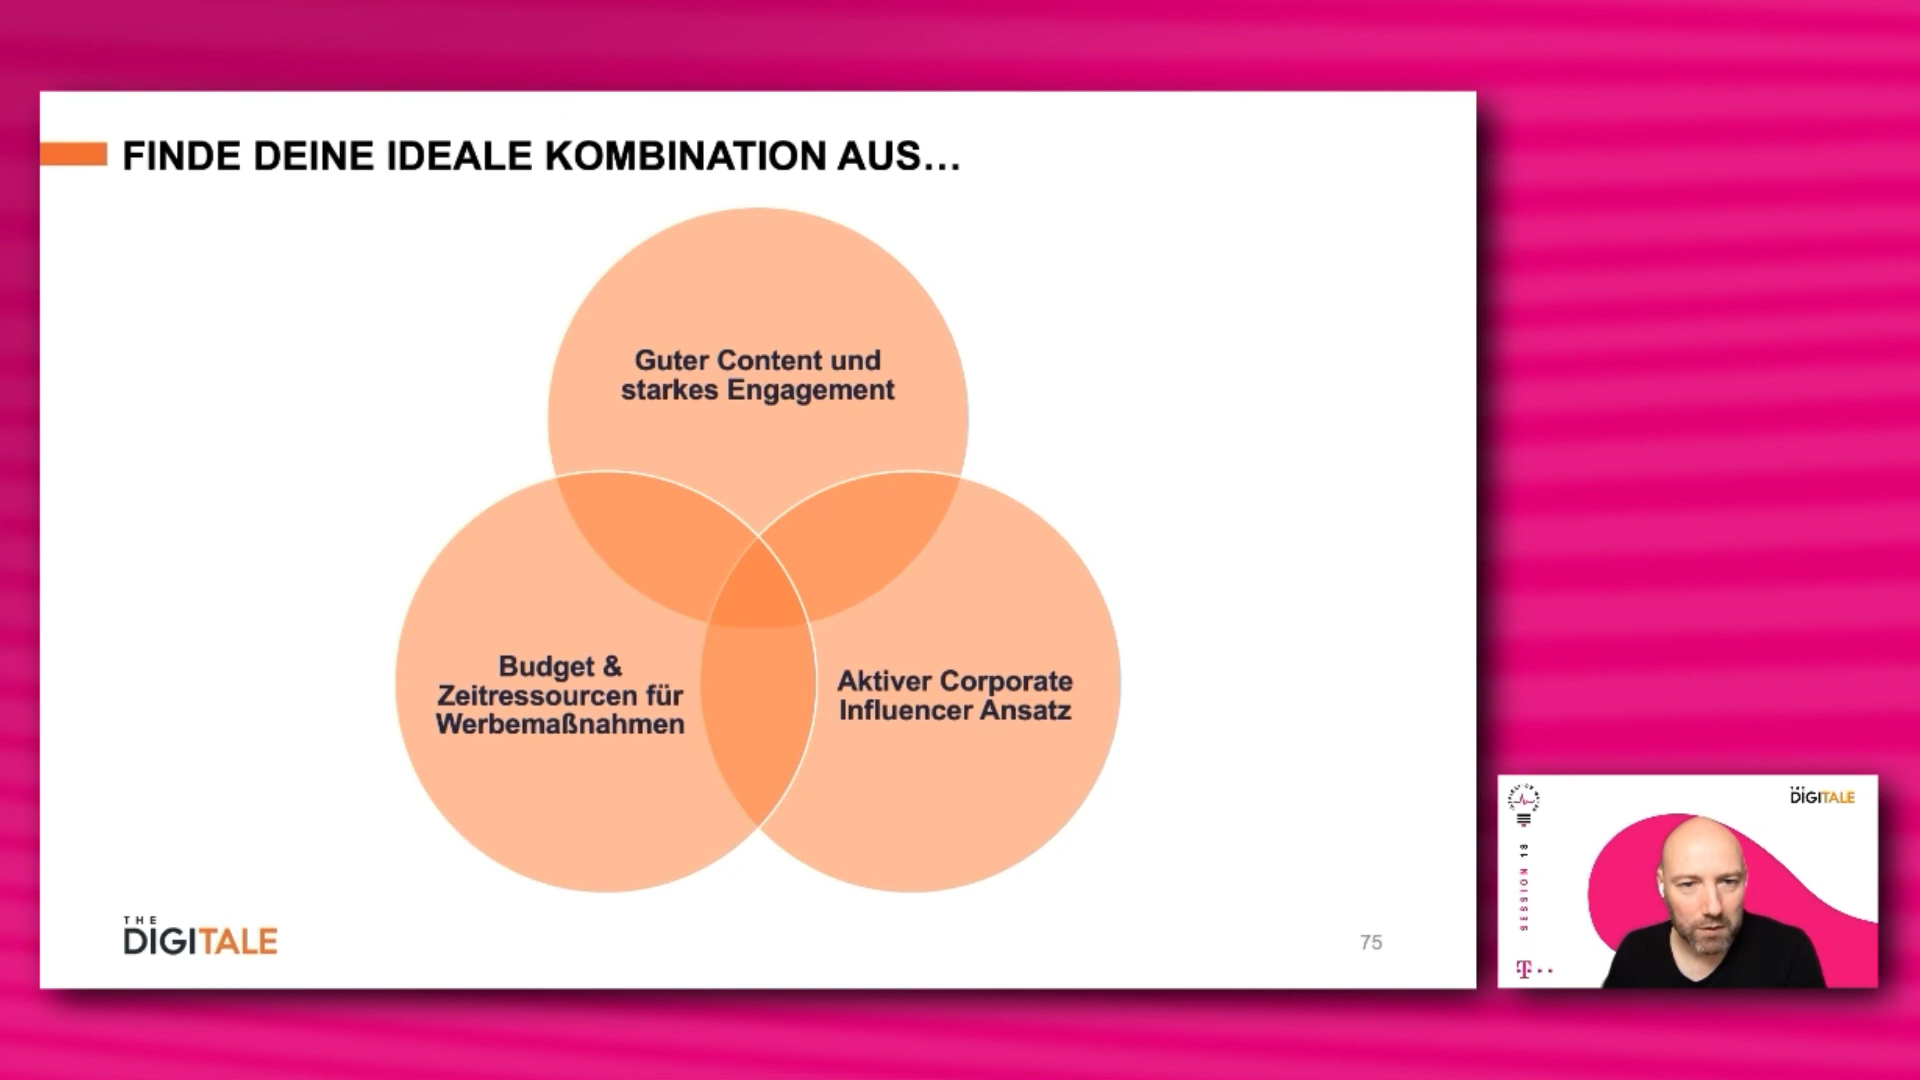 FINDE DEINE IDEALE KOMBINATION AUS...
Guter Content und
starkes Engagement
Budget &
Zeitressourcen für
Werbemaßnahmen
Aktiver Corporate
Influencer Ansatz
THE
DIGITALE
75
THE
DIGITALE
SESSION 18
T